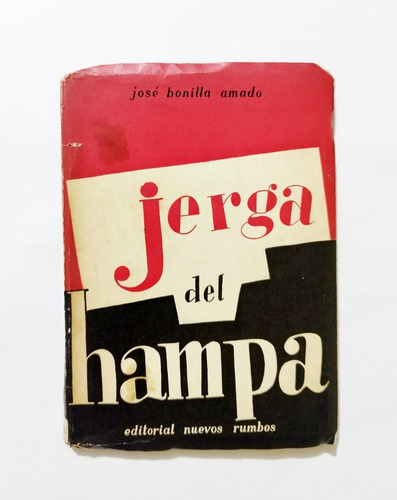 josé bonilla amado
jerga
del
hampa
editorial nuevos rumbos